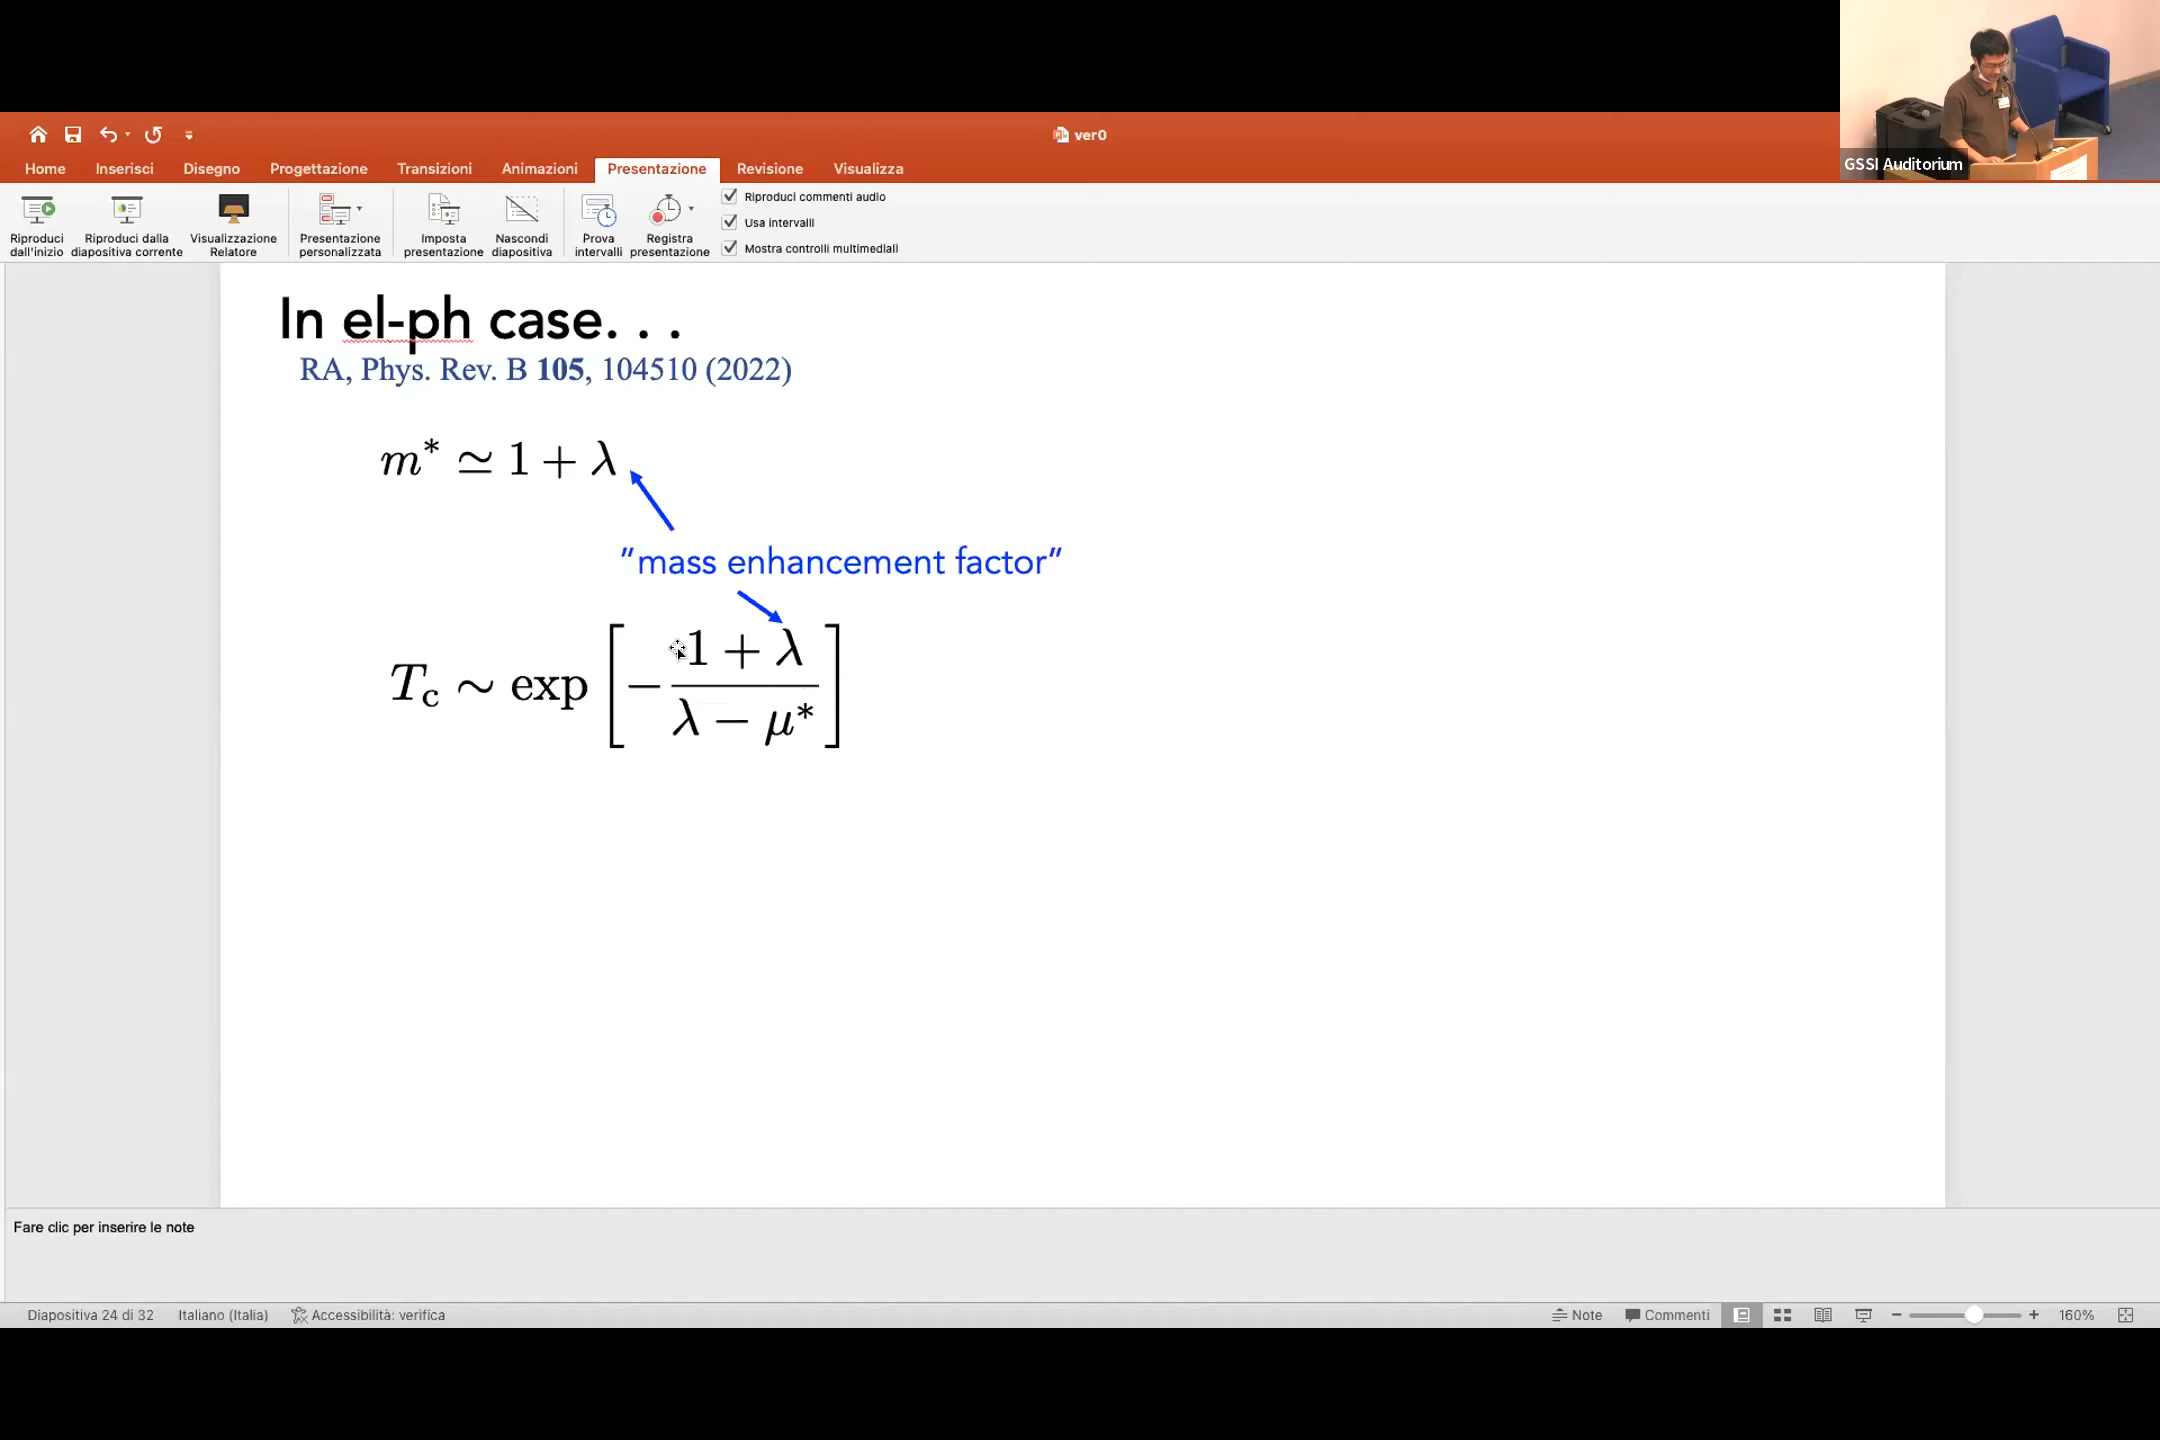 ver0
GSSI Auditorium
Home Inserisci Disegno Progettazione Transizioni Animazioni Presentazione Revisione Visualizza
Riproduci dall'inizio
Riproduci dalla diapositiva corrente
Visualizzazione Relatore
Presentazione personalizzata
Imposta presentazione
Nascondi diapositiva
Prova intervalli
Registra presentazione
Riproduci commenti audio
Usa intervalli
Mostra controlli multimediali
In el-ph case. . .
RA, Phys. Rev. B 105, 104510 (2022)
m* ≃ 1 + λ
"mass enhancement factor"
T_c ∼ exp [ − (1 + λ) / (λ − μ*) ]
Fare clic per inserire le note
Diapositiva 24 di 32 Italiano (Italia) Accessibilità: verifica Note Commenti 160%